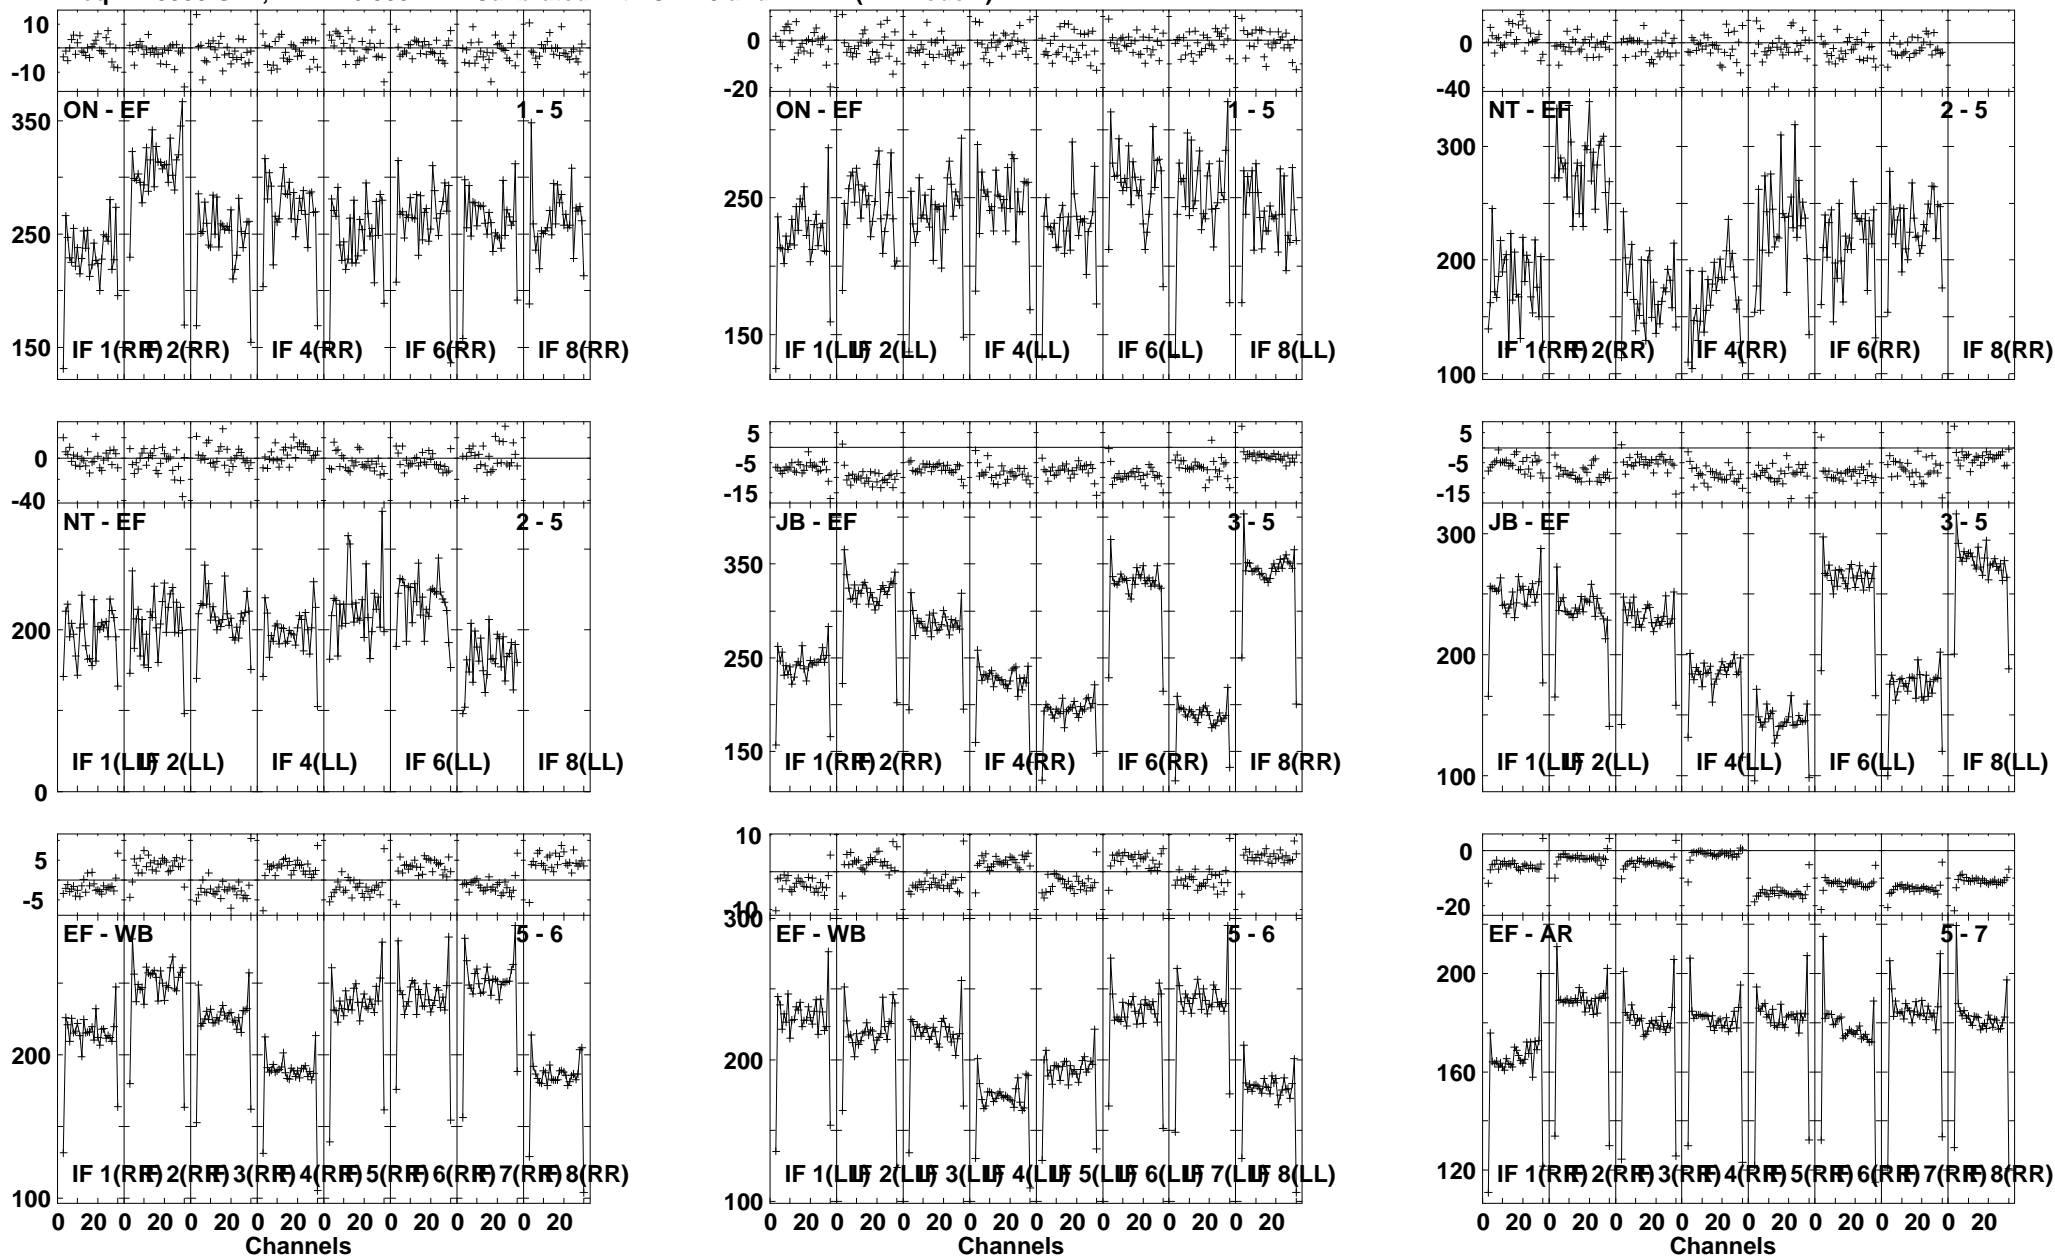 10
-10
ON - EF 1 - 5
350
250
150
IF 1(RR) IF 2(RR) IF 4(RR) IF 6(RR) IF 8(RR)
0
-20
ON - EF 1 - 5
250
150
IF 1(LL) IF 2(LL) IF 4(LL) IF 6(LL) IF 8(LL)
0
-40
NT - EF 2 - 5
300
200
100
IF 1(RR) IF 2(RR) IF 4(RR) IF 6(RR) IF 8(RR)
0
-40
NT - EF 2 - 5
200
0
IF 1(LL) IF 2(LL) IF 4(LL) IF 6(LL) IF 8(LL)
5
-5
-15
JB - EF 3 - 5
350
250
150
IF 1(RR) IF 2(RR) IF 4(RR) IF 6(RR) IF 8(RR)
5
-5
-15
JB - EF 3 - 5
300
200
100
IF 1(LL) IF 2(LL) IF 4(LL) IF 6(LL) IF 8(LL)
5
-5
EF - WB 5 - 6
200
100
IF 1(RR) IF 2(RR) IF 3(RR) IF 4(RR) IF 5(RR) IF 6(RR) IF 7(RR) IF 8(RR)
0 20 0 20 0 20 0 20 0 20 0 20 0 20 0 20
Channels
10
0
-10
300
EF - WB 5 - 6
200
100
IF 1(LL) IF 2(LL) IF 3(LL) IF 4(LL) IF 5(LL) IF 6(LL) IF 7(LL) IF 8(LL)
0 20 0 20 0 20 0 20 0 20 0 20 0 20 0 20
Channels
0
-20
EF - AR 5 - 7
200
160
120
IF 1(RR) IF 2(RR) IF 3(RR) IF 4(RR) IF 5(RR) IF 6(RR) IF 7(RR) IF 8(RR)
0 20 0 20 0 20 0 20 0 20 0 20 0 20 0 20
Channels